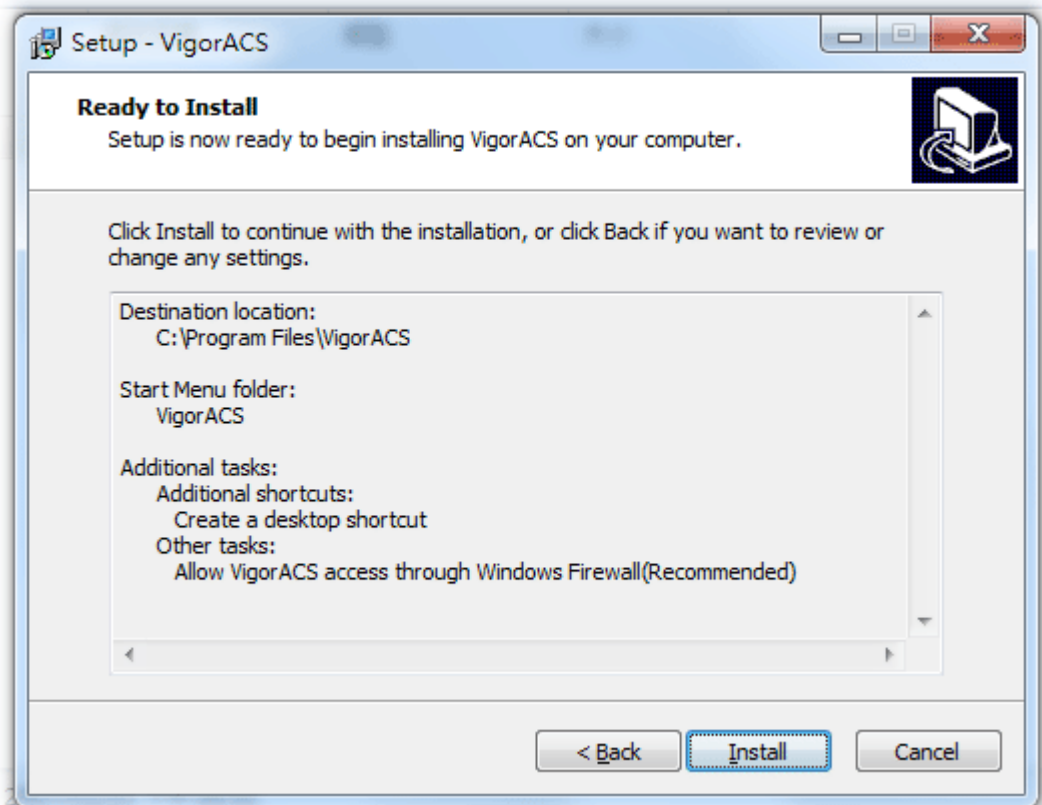 Setup - VigorACS
Ready to Install
Setup is now ready to begin installing VigorACS on your computer.
Click Install to continue with the installation, or click Back if you want to review or
change any settings.
Destination location:
C:\Program Files\VigorACS
Start Menu folder:
VigorACS
Additional tasks:
Additional shortcuts:
Create a desktop shortcut
Other tasks:
Allow VigorACS access through Windows Firewall(Recommended)
< Back
Install
Cancel